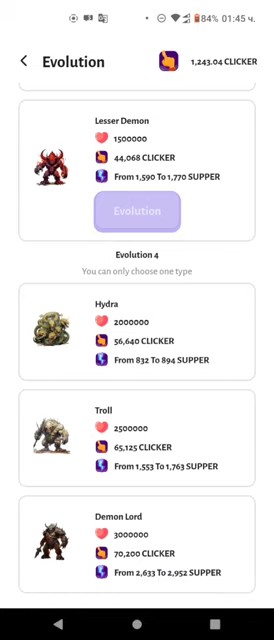 84% 01:45 ч.
Evolution
1,243.04 CLICKER
Lesser Demon
1500000
44,068 CLICKER
From 1,590 To 1,770 SUPPER
Evolution
Evolution 4
You can only choose one type
Hydra
2000000
56,640 CLICKER
From 832 To 894 SUPPER
Troll
2500000
65,125 CLICKER
From 1,553 To 1,763 SUPPER
Demon Lord
3000000
70,200 CLICKER
From 2,633 To 2,952 SUPPER